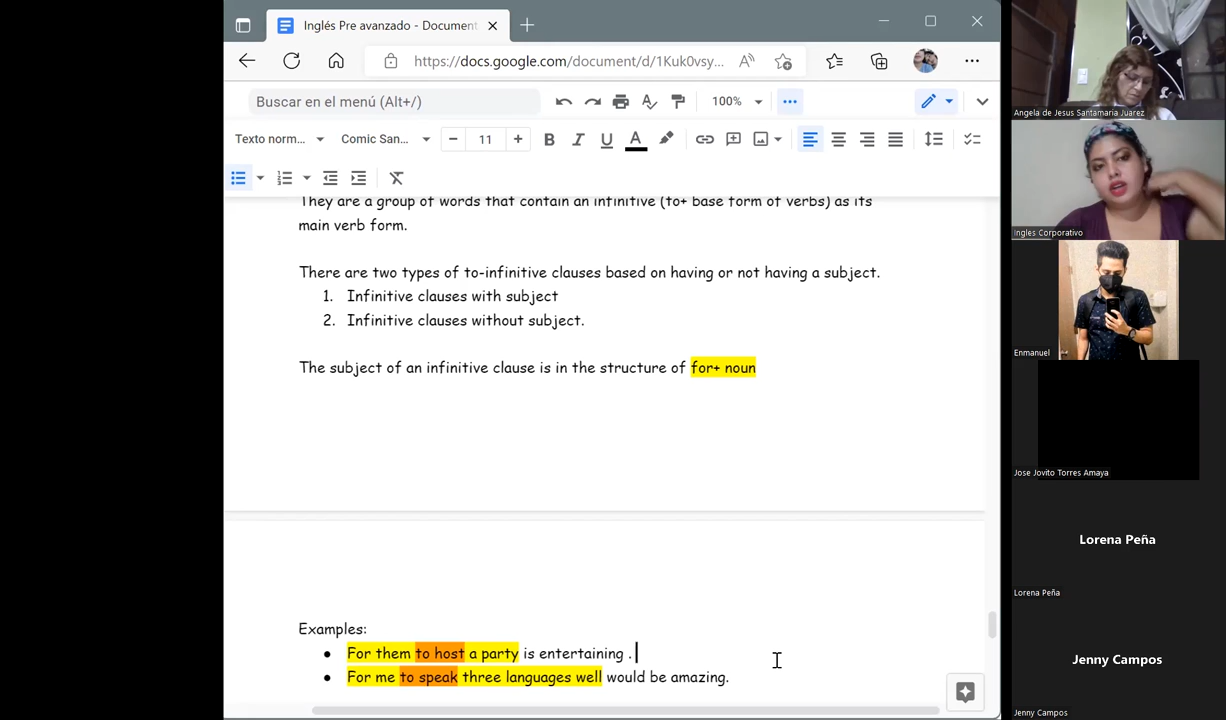 Inglés Pre avanzado - Document
https://docs.google.com/document/d/1Kuk0vsy...
Buscar en el menú (Alt+/)
100%
Texto norm...
Comic San...
11
They are a group of words that contain an infinitive (to+ base form of verbs) as its
main verb form.
There are two types of to-infinitive clauses based on having or not having a subject.
1. Infinitive clauses with subject
2. Infinitive clauses without subject.
The subject of an infinitive clause is in the structure of for+ noun
Examples:
● For them to host a party is entertaining .
● For me to speak three languages well would be amazing.
Angela de Jesus Santamaria Juarez
Ingles Corporativo
Enmanuel
Jose Jovito Torres Amaya
Lorena Peña
Lorena Peña
Jenny Campos
Jenny Campos